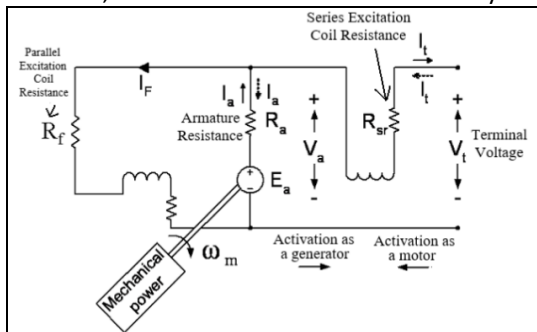 Parallel
Excitation
Coil
Resistance
R_f
I_F
Series Excitation
Coil Resistance
I_t
I_t
I_a
I_a
Armature
Resistance
R_a
+
V_a
-
R_sr
+
V_t
-
Terminal
Voltage
+
-
E_a
ω_m
Mechanical
power
Activation as
a generator
Activation as
a motor